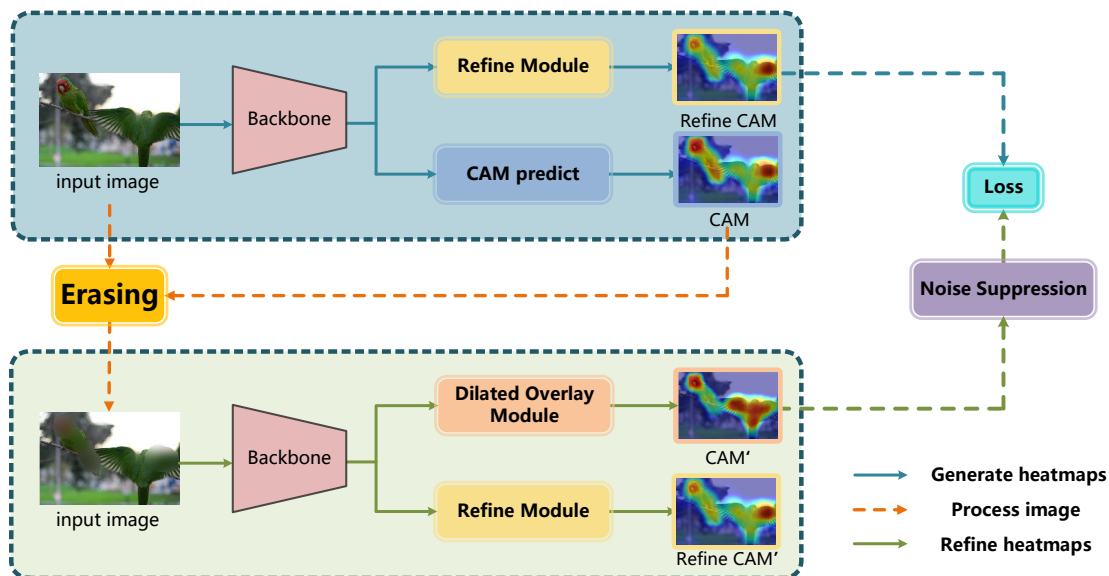 input image
Backbone
Refine Module
CAM predict
Refine CAM
CAM
Loss
Erasing
Noise Suppression
input image
Backbone
Dilated Overlay
Module
Refine Module
CAM‘
Refine CAM’
Generate heatmaps
Process image
Refine heatmaps